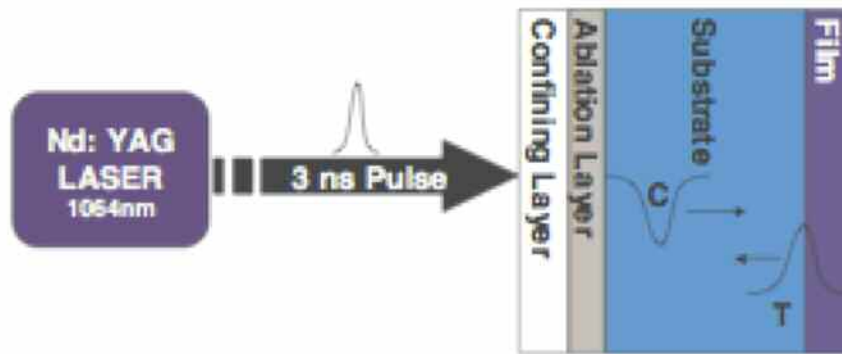 Nd: YAG
LASER
1064nm
3 ns Pulse
Confining Layer
Ablation Layer
Substrate
Film
C
T